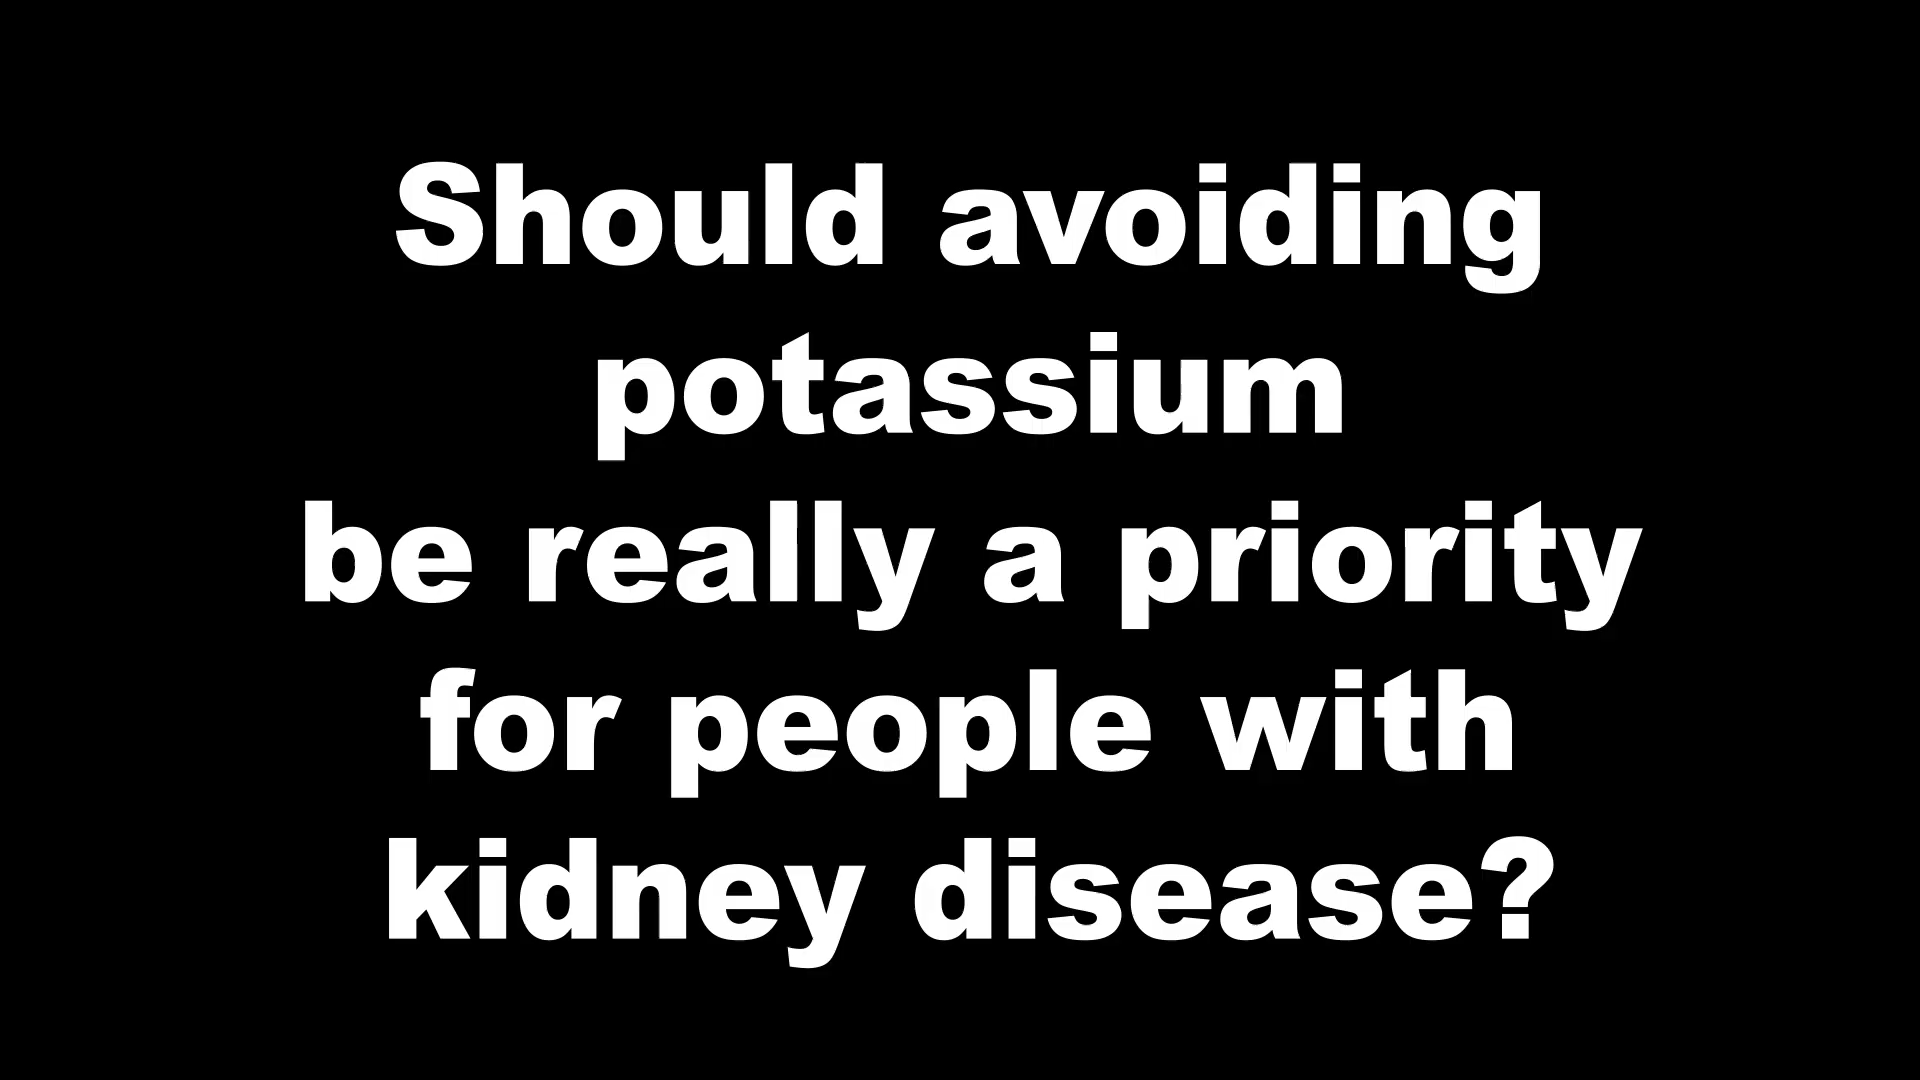 Should avoiding
potassium
be really a priority
for people with
kidney disease?